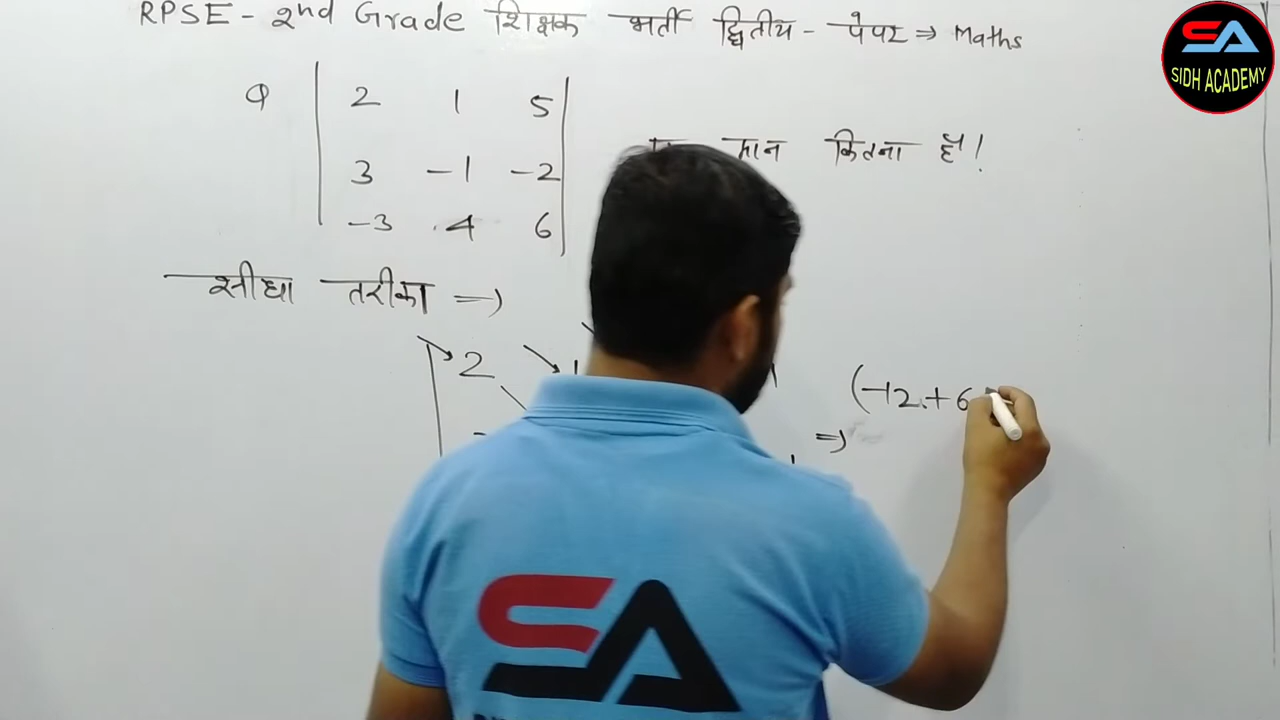 RPSE - 2nd Grade शिक्षक भर्ती द्वितीय - पेपर ⇒ Maths
SA
SIDH ACADEMY
Q | 2 1 5 |
मान कितना है।
3 -1 -2
-3 4 6
सीधा तरीका ⇒
2 1
(-12 + 6
⇒
SA